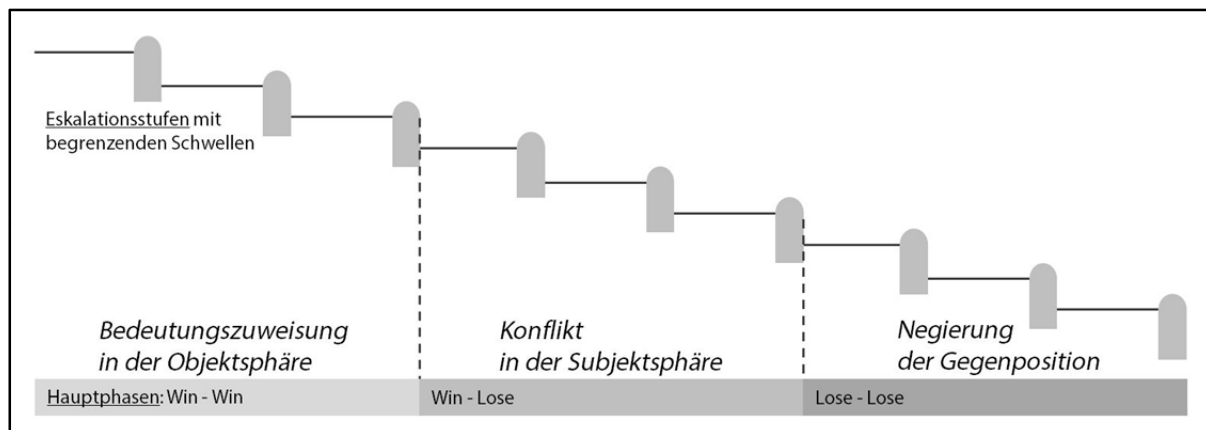 Eskalationsstufen mit
begrenzenden Schwellen
Bedeutungszuweisung
in der Objektsphäre
Konflikt
in der Subjektsphäre
Negierung
der Gegenposition
Hauptphasen: Win - Win
Win - Lose
Lose - Lose